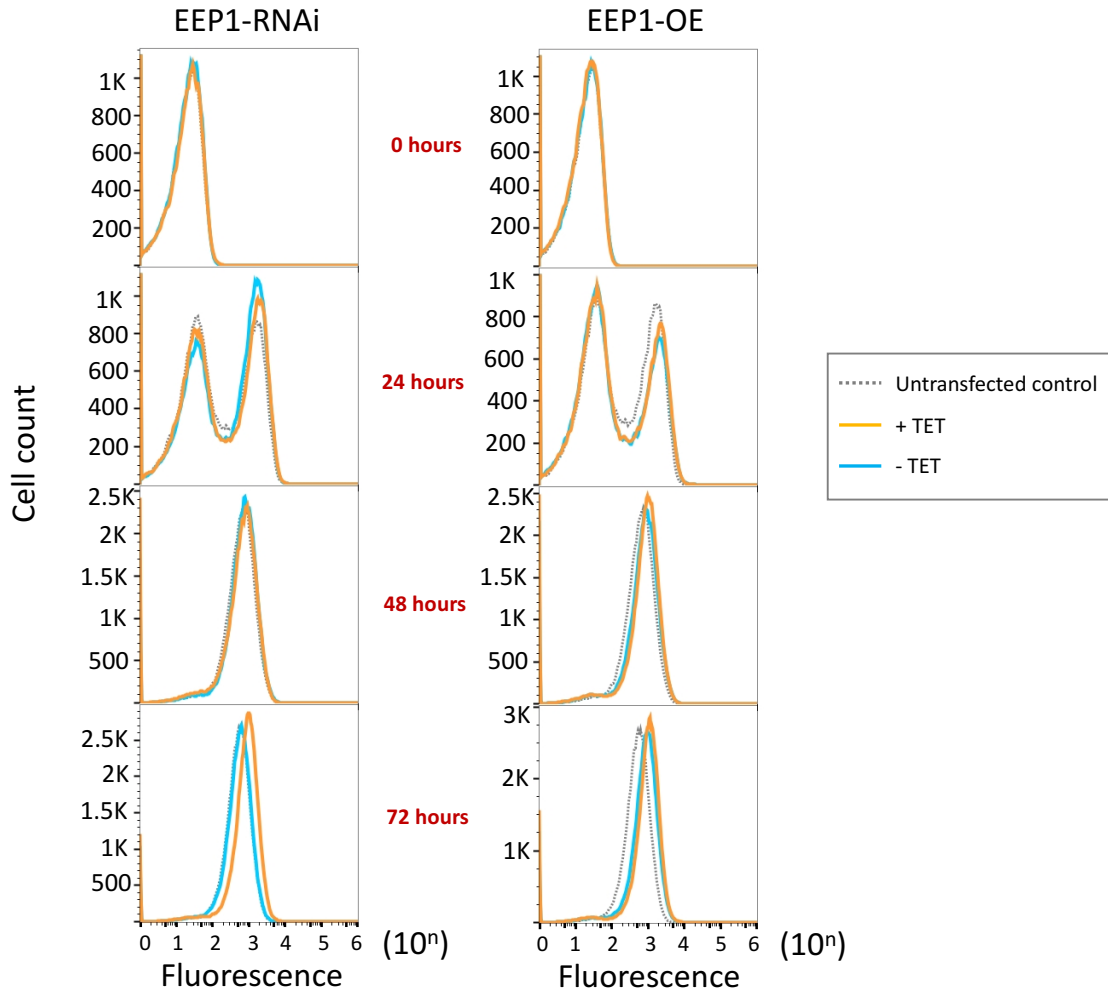 EEP1-RNAi
EEP1-OE
1K
800
600
400
200
0 hours
1K
800
600
400
200
1K
800
600
400
200
24 hours
1K
800
600
400
200
Untransfected control
+ TET
- TET
Cell count
2.5K
2K
1.5K
1K
500
48 hours
2.5K
2K
1.5K
1K
500
2.5K
2K
1.5K
1K
500
72 hours
3K
2K
1K
0 1 2 3 4 5 6 (10ⁿ)
0 1 2 3 4 5 6 (10ⁿ)
Fluorescence
Fluorescence